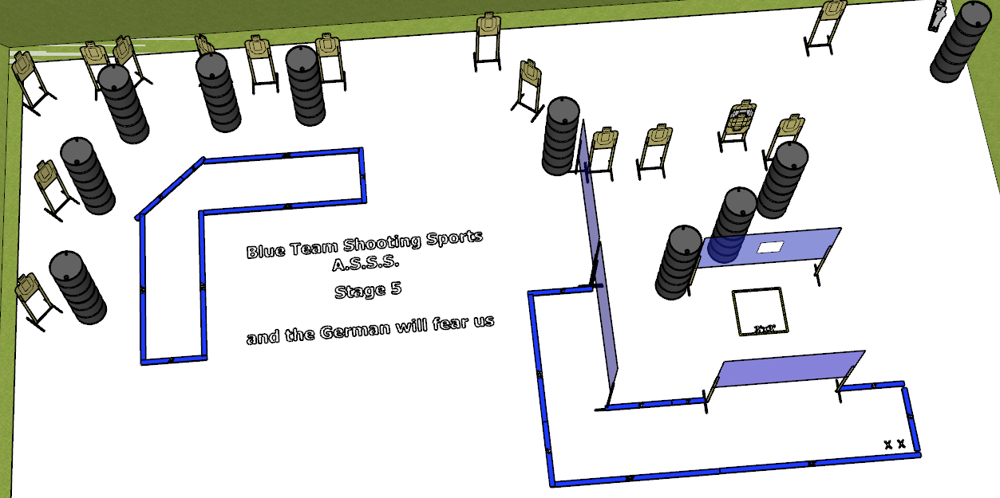 Blue Team Shooting Sports
A.S.S.S.
Stage 5
and the German will fear us
X X